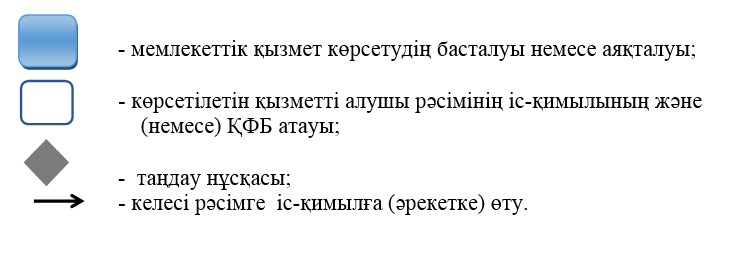 - мемлекеттік қызмет көрсетудің басталуы немесе аяқталуы;
- көрсетілетін қызметті алушы рәсімінің іс-қимылының және
(немесе) ҚФБ атауы;
- таңдау нұсқасы;
- келесі рәсімге іс-қимылға (әрекетке) өту.